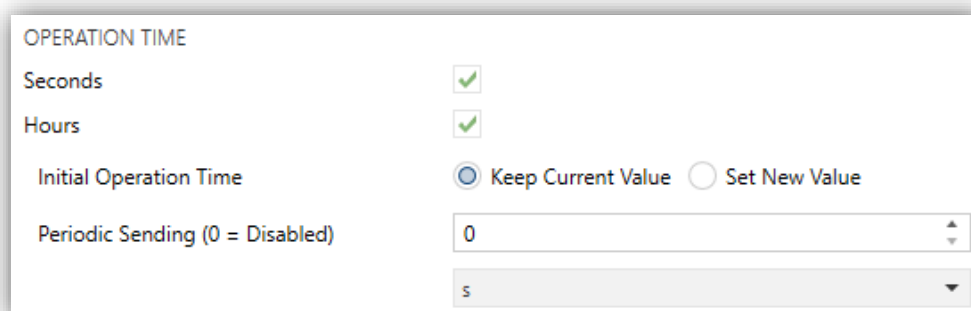 OPERATION TIME
Seconds
Hours
Initial Operation Time Keep Current Value Set New Value
Periodic Sending (0 = Disabled) 0
s